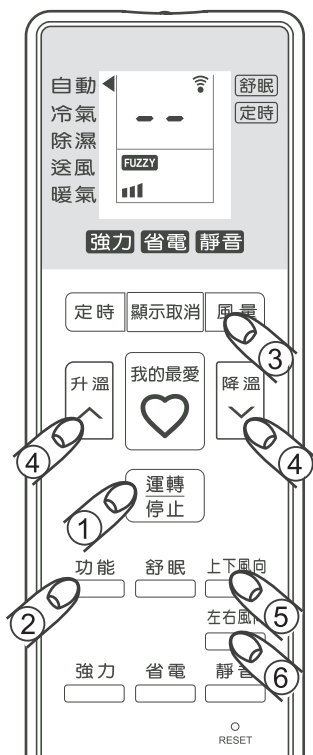 自動
冷氣
除濕
送風
暖氣
舒眠
定時
FUZZY
強力 省電 靜音
定時 顯示取消 風量
③
升溫 我的最愛 降溫
④ ④
運轉
停止
①
功能 舒眠 上下風向
② ⑤
左右風向
⑥
強力 省電 靜音
RESET